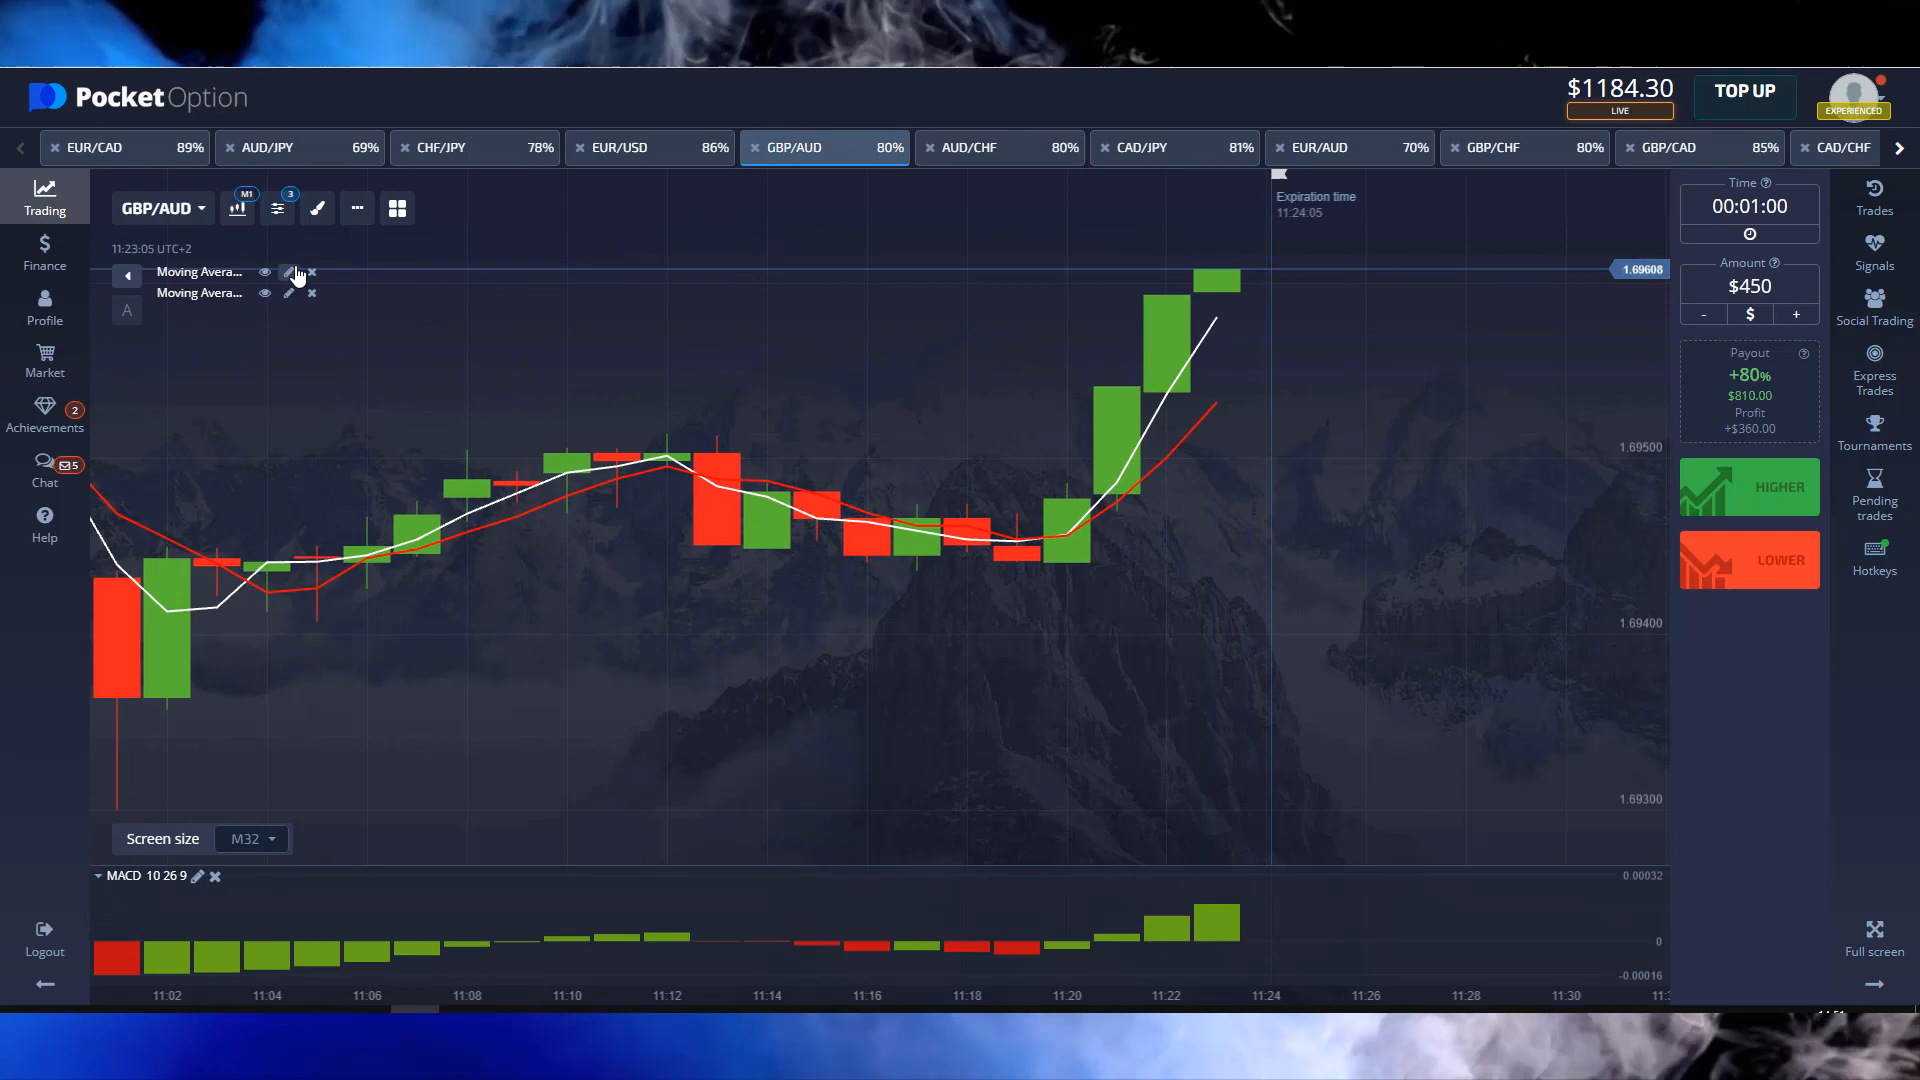 PocketOption
$1184.30
LIVE
TOP UP
EXPERIENCED
EUR/CAD 89%
AUD/JPY 69%
CHF/JPY 78%
EUR/USD 86%
GBP/AUD 80%
AUD/CHF 80%
CAD/JPY 81%
EUR/AUD 70%
GBP/CHF 80%
GBP/CAD 85%
CAD/CHF
Trading
Finance
Profile
Market
2
Achievements
5
Chat
Help
Logout
GBP/AUD
M1
3
11:23:05 UTC+2
Moving Avera...
Moving Avera...
A
Expiration time
11:24:05
1.69608
1.69500
1.69400
1.69300
Screen size M32
MACD 10 26 9
0.00032
0
-0.00016
11:02 11:04 11:06 11:08 11:10 11:12 11:14 11:16 11:18 11:20 11:22 11:24 11:26 11:28 11:30
Time
00:01:00
Amount
$450
- $ +
Payout
+80%
$810.00
Profit
+$360.00
HIGHER
LOWER
Trades
Signals
Social Trading
Express
Trades
Tournaments
Pending
trades
Hotkeys
Full screen